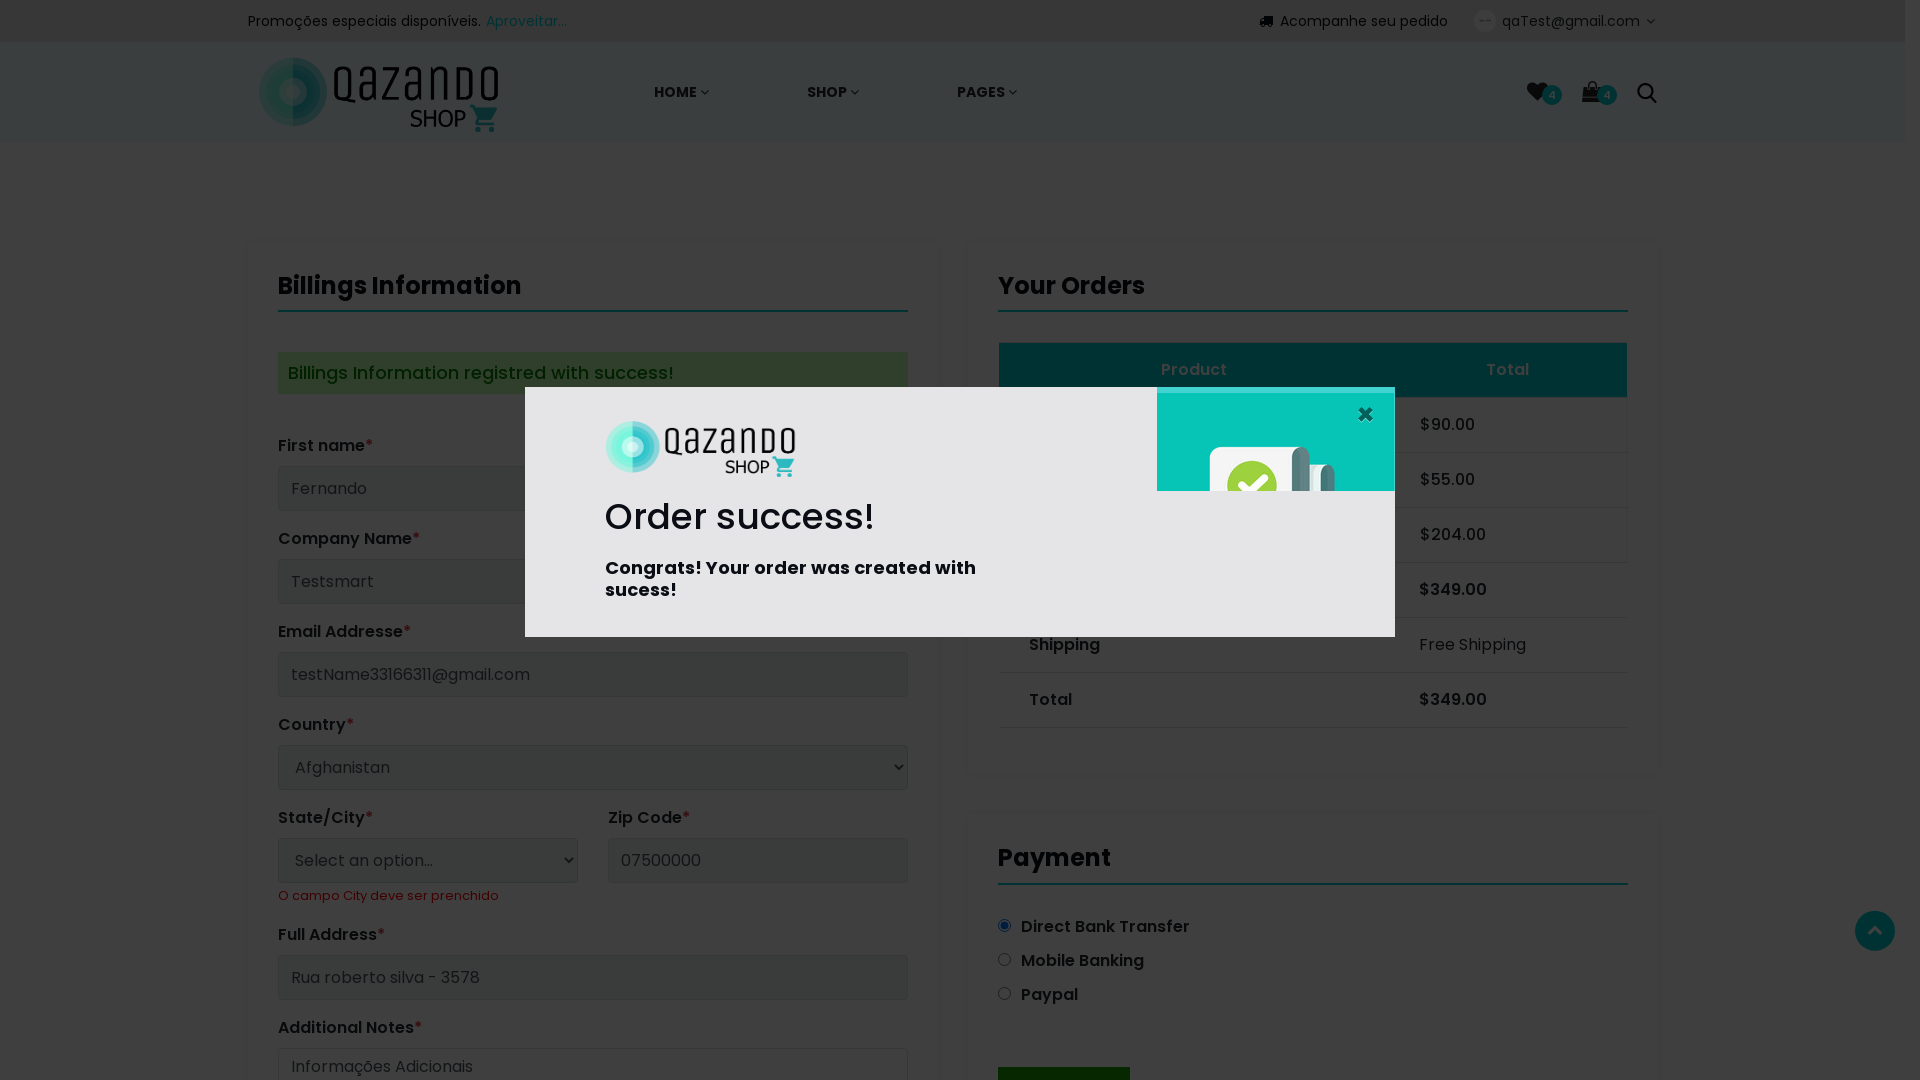 Promoções especiais disponíveis. Aproveitar...
Acompanhe seu pedido
qaTest@gmail.com
QAZANDO
SHOP
HOME
SHOP
PAGES
4
4
Billings Information
Billings Information registred with success!
First name*
Fernando
Company Name*
Testsmart
Email Addresse*
testName33166311@gmail.com
Country*
Afghanistan
State/City*
Zip Code*
Select an option...
07500000
O campo City deve ser prenchido
Full Address*
Rua roberto silva - 3578
Additional Notes*
Informações Adicionais
Your Orders
Product
Total
$90.00
$55.00
$204.00
$349.00
Shipping
Free Shipping
Total
$349.00
Payment
Direct Bank Transfer
Mobile Banking
Paypal
QAZANDO
SHOP
Order success!
Congrats! Your order was created with
sucess!